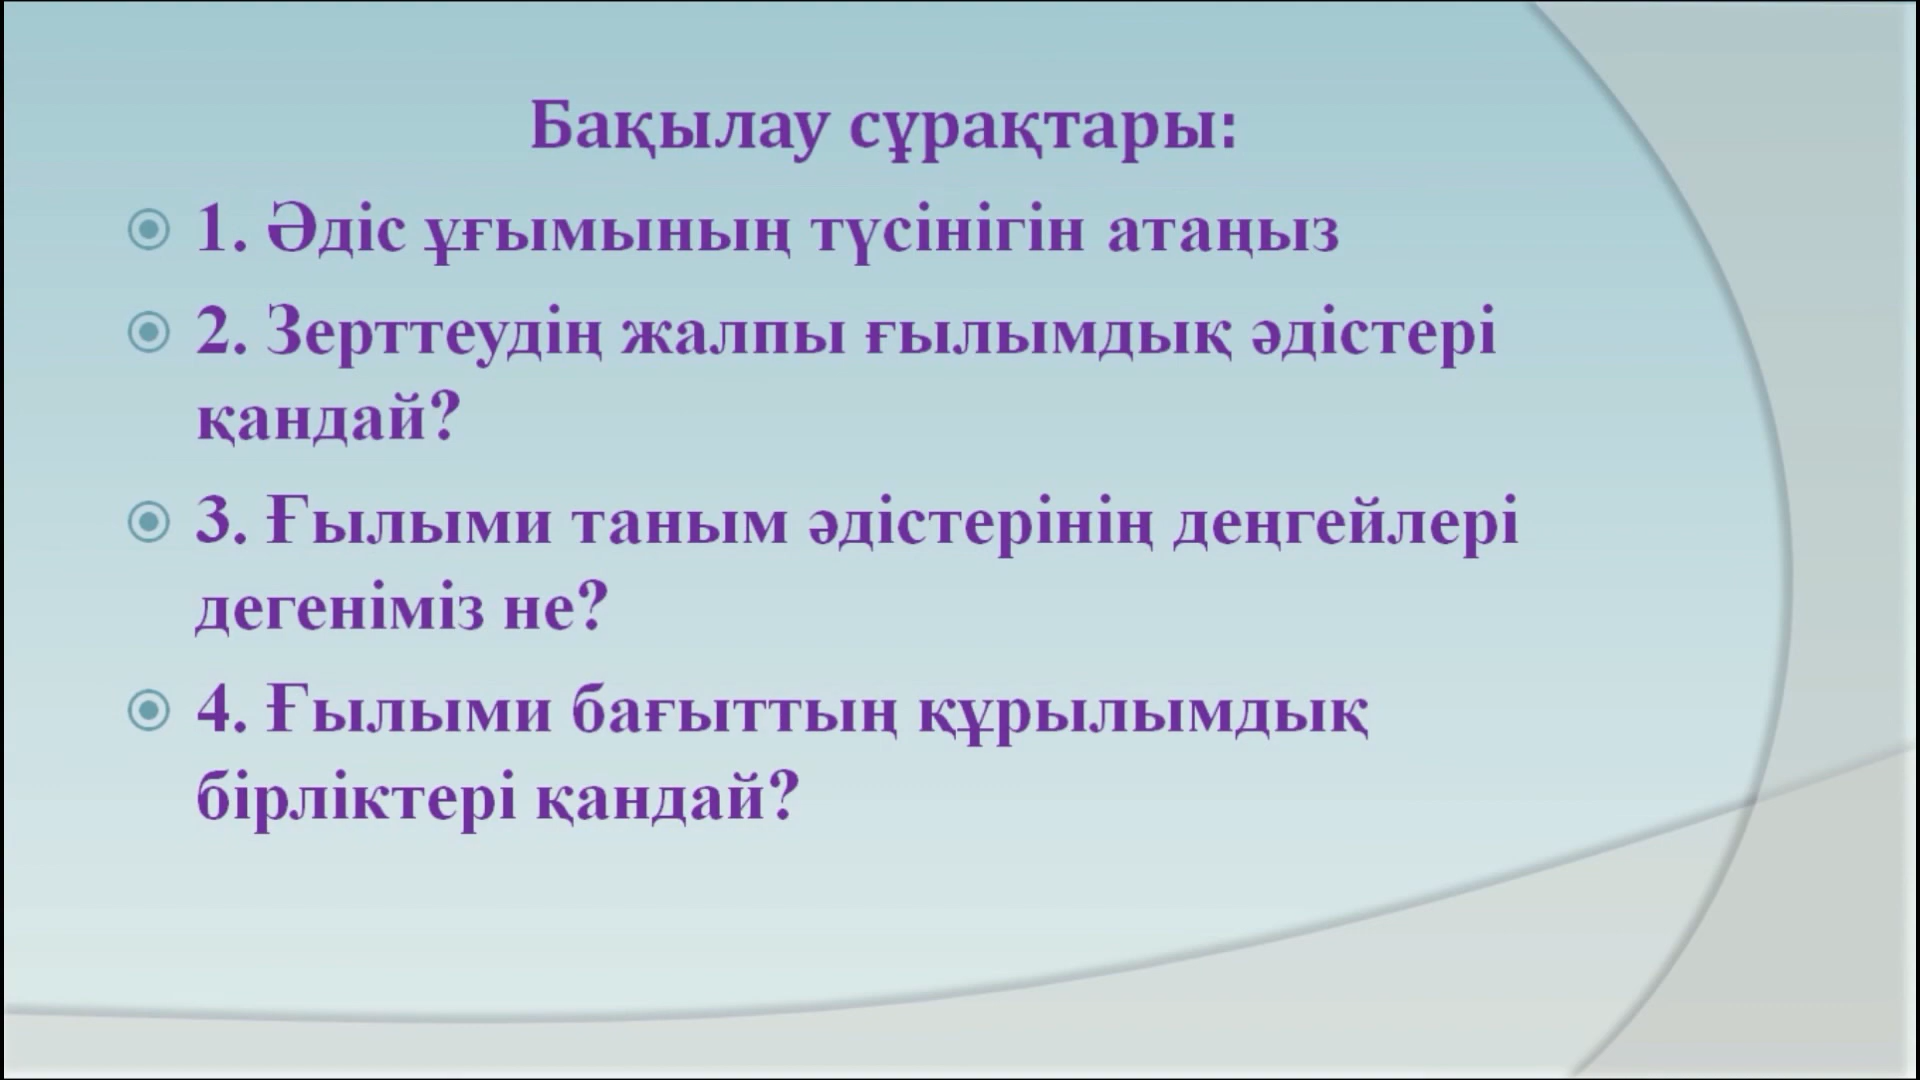 Бақылау сұрақтары:
1. Әдіс ұғымының түсінігін атаңыз
2. Зерттеудің жалпы ғылымдық әдістері
қандай?
3. Ғылыми таным әдістерінің деңгейлері
дегеніміз не?
4. Ғылыми бағыттың құрылымдық
бірліктері қандай?